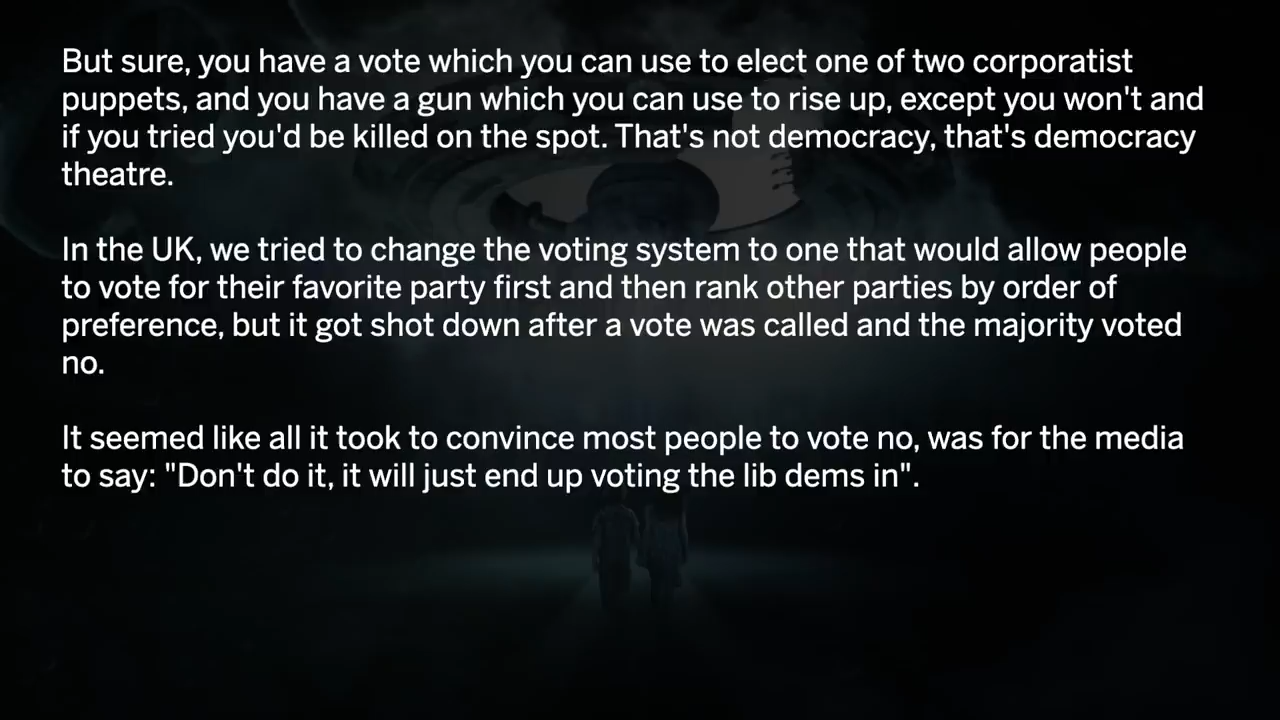 But sure, you have a vote which you can use to elect one of two corporatist
puppets, and you have a gun which you can use to rise up, except you won't and
if you tried you'd be killed on the spot. That's not democracy, that's democracy
theatre.
In the UK, we tried to change the voting system to one that would allow people
to vote for their favorite party first and then rank other parties by order of
preference, but it got shot down after a vote was called and the majority voted
no.
It seemed like all it took to convince most people to vote no, was for the media
to say: "Don't do it, it will just end up voting the lib dems in".